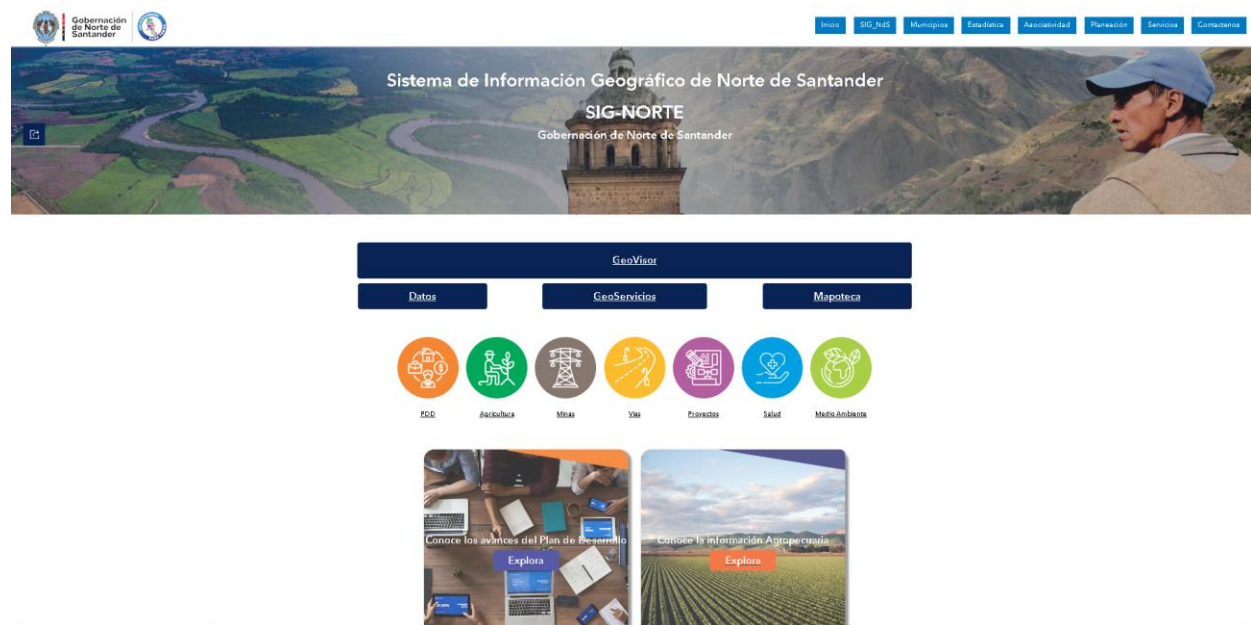 Gobernación
de Norte de
Santander
Inicio SIG_NdS Municipios Estadística Asociatividad Planeación Servicios Contactenos
Sistema de Información Geográfico de Norte de Santander
SIG-NORTE
Gobernación de Norte de Santander
GeoVisor
Datos GeoServicios Mapoteca
PDD Agricultura Minas Vias Proyectos Salud Medio Ambiente
Conoce los avances del Plan de Desarrollo Conoce la información Agropecuaria
Explora Explora